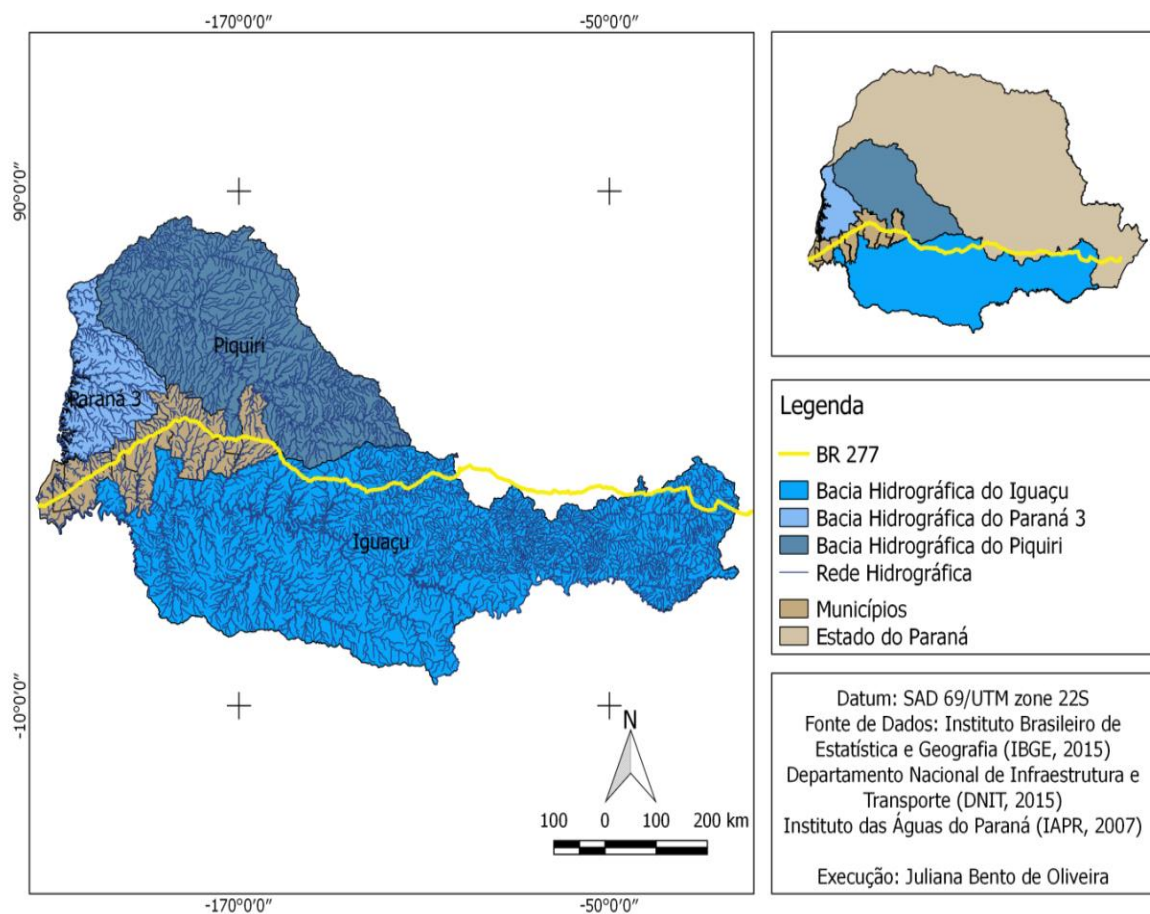 -170°0'0"
-50°0'0"
90°0'0"
Piquiri
Paraná 3
Iguaçu
-10°0'0"
N
100 0 100 200 km
-170°0'0"
-50°0'0"
Legenda
BR 277
Bacia Hidrográfica do Iguaçu
Bacia Hidrográfica do Paraná 3
Bacia Hidrográfica do Piquiri
Rede Hidrográfica
Municípios
Estado do Paraná
Datum: SAD 69/UTM zone 22S
Fonte de Dados: Instituto Brasileiro de
Estatística e Geografia (IBGE, 2015)
Departamento Nacional de Infraestrutura e
Transporte (DNIT, 2015)
Instituto das Águas do Paraná (IAPR, 2007)
Execução: Juliana Bento de Oliveira